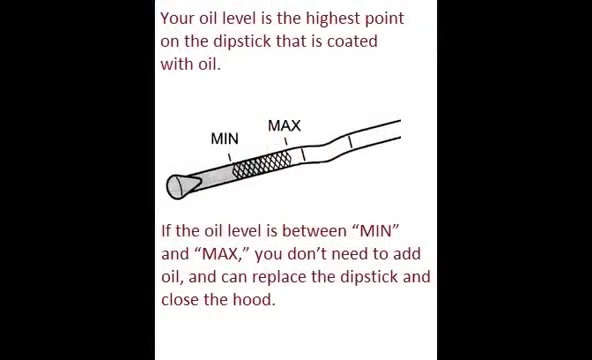 Your oil level is the highest point
on the dipstick that is coated
with oil.
MAX
MIN
If the oil level is between “MIN”
and “MAX,” you don’t need to add
oil, and can replace the dipstick and
close the hood.